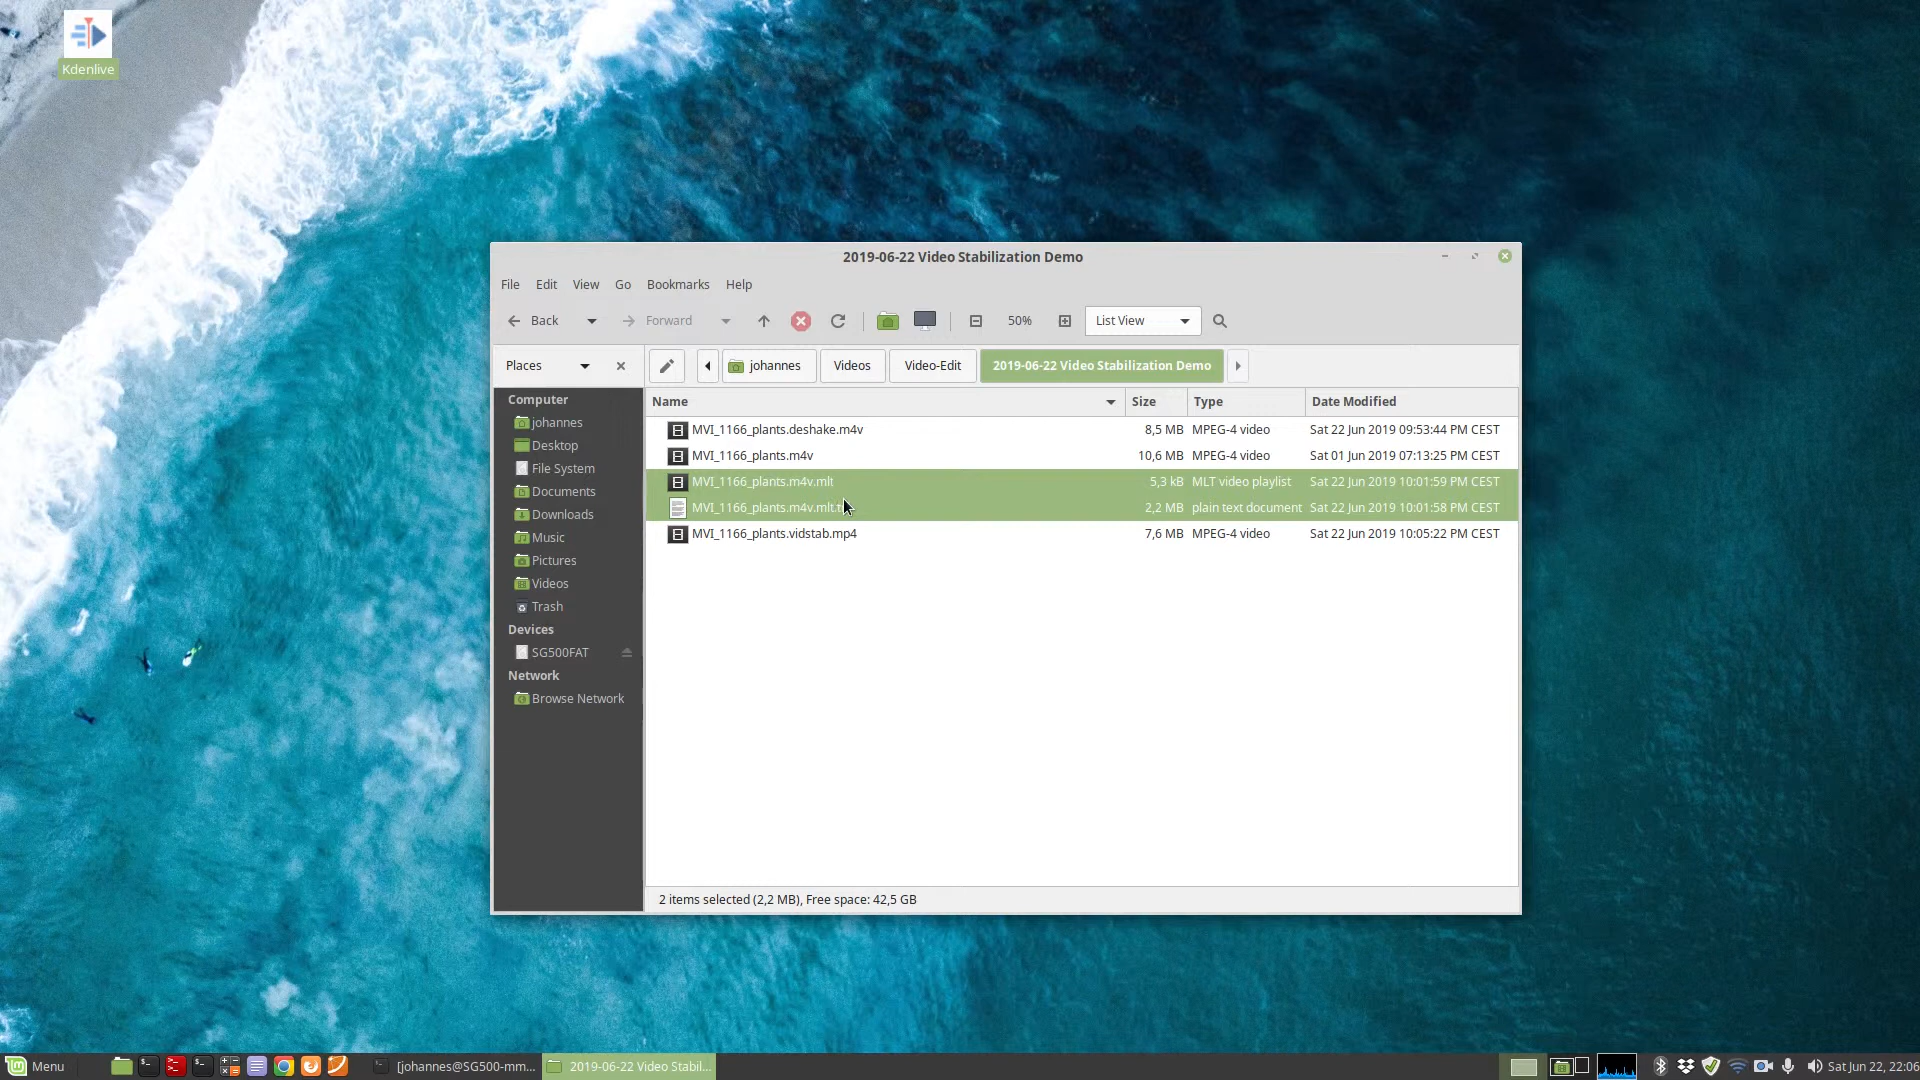 Kdenlive
2019-06-22 Video Stabilization Demo
File Edit View Go Bookmarks Help
Back Forward 50% List View
Places johannes Videos Video-Edit 2019-06-22 Video Stabilization Demo
Name Size Type Date Modified
Computer
johannes
Desktop
File System
Documents
Downloads
Music
Pictures
Videos
Trash
Devices
SG500FAT
Network
Browse Network
MVI_1166_plants.deshake.m4v 8,5 MB MPEG-4 video Sat 22 Jun 2019 09:53:44 PM CEST
MVI_1166_plants.m4v 10,6 MB MPEG-4 video Sat 01 Jun 2019 07:13:25 PM CEST
MVI_1166_plants.m4v.mlt 5,3 kB MLT video playlist Sat 22 Jun 2019 10:01:59 PM CEST
MVI_1166_plants.m4v.mlt. 2,2 MB plain text document Sat 22 Jun 2019 10:01:58 PM CEST
MVI_1166_plants.vidstab.mp4 7,6 MB MPEG-4 video Sat 22 Jun 2019 10:05:22 PM CEST
2 items selected (2,2 MB), Free space: 42,5 GB
Menu [johannes@SG500-mm... 2019-06-22 Video Stabil... Sat Jun 22, 22:06